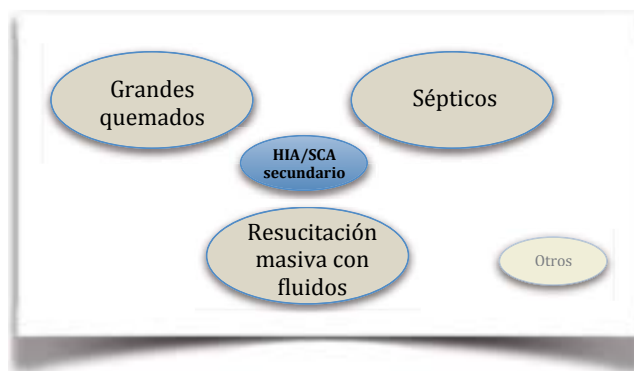 Grandes
quemados
Sépticos
HIA/SCA
secundario
Resucitación
masiva con
fluidos
Otros